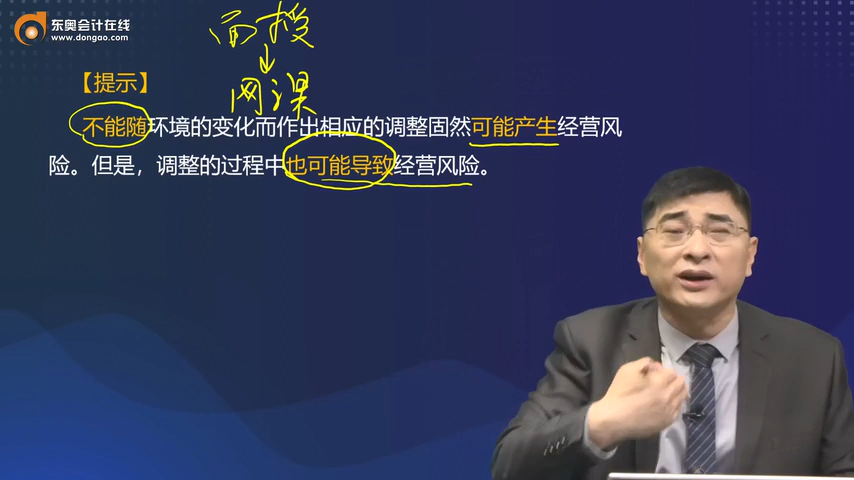 东奥会计在线
www.dongao.com
面授
↓
网课
【提示】
不能随环境的变化而作出相应的调整固然可能产生经营风
险。但是，调整的过程中也可能导致经营风险。